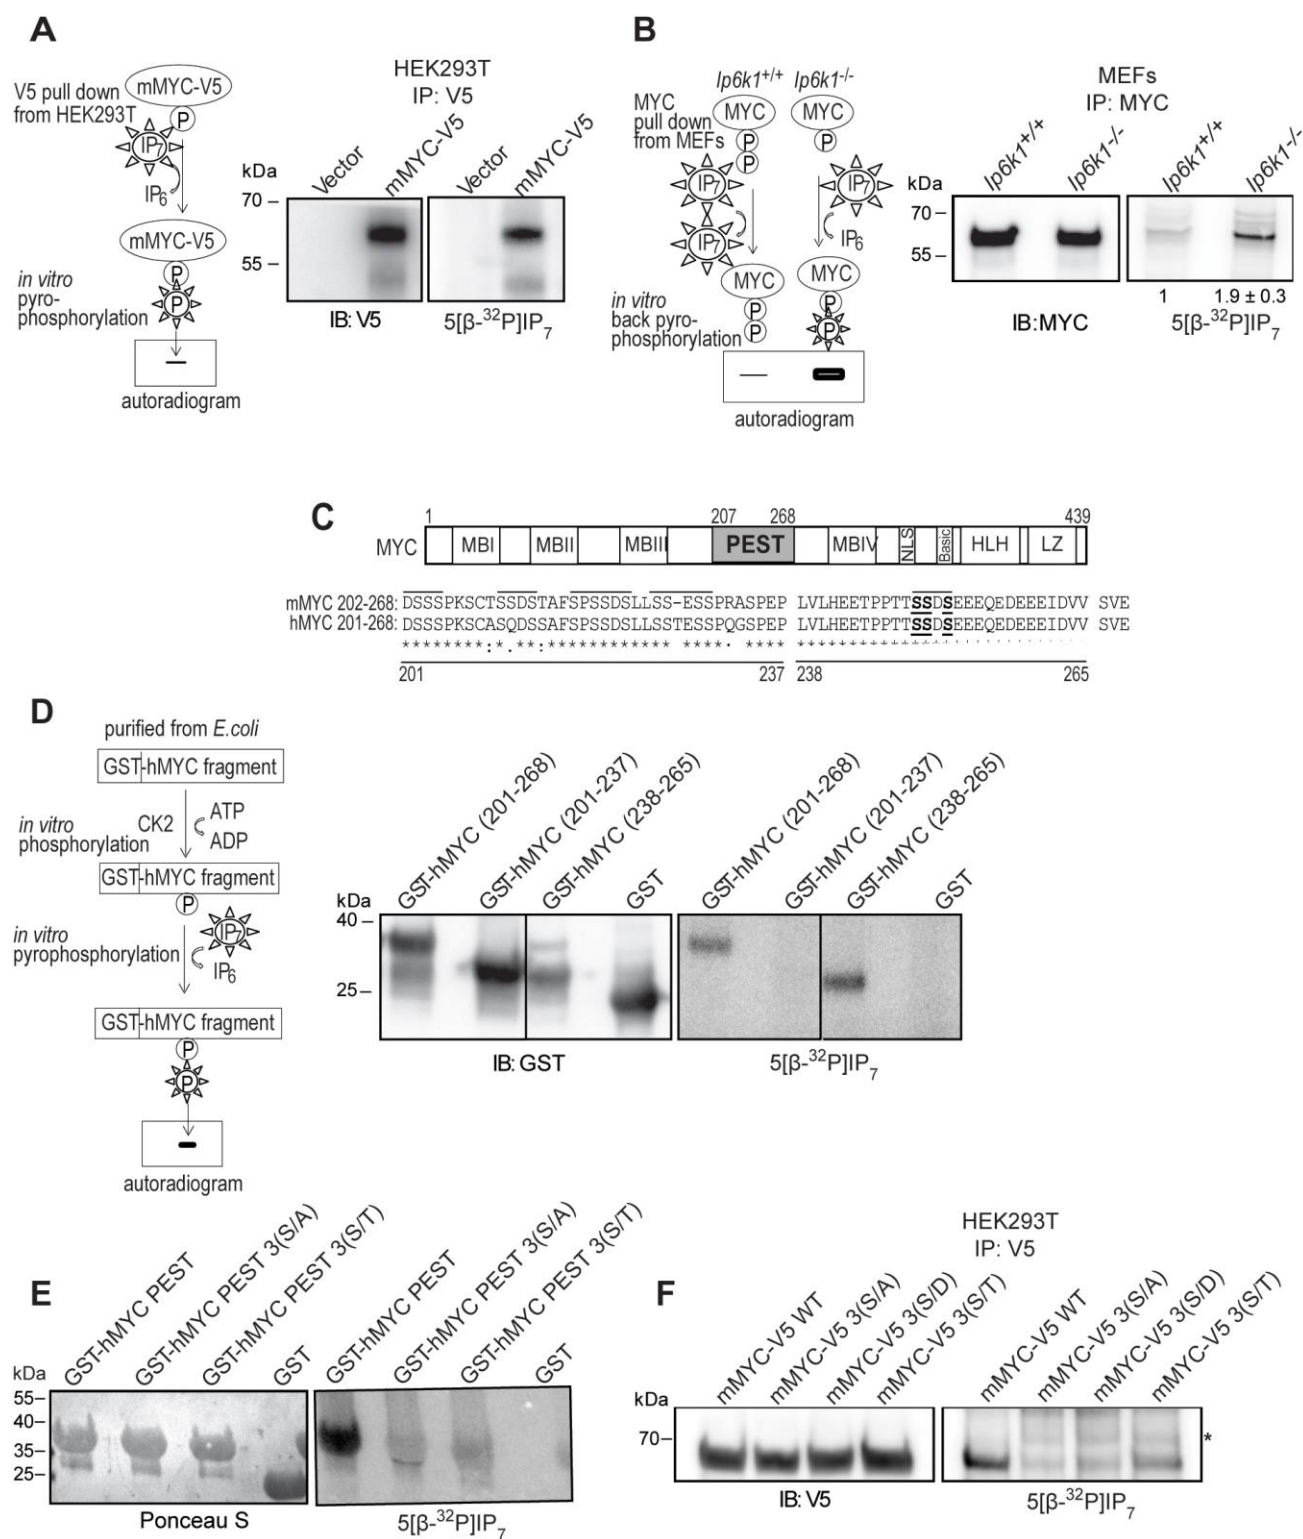 A
V5 pull down
from HEK293T
mMYC-V5
P
IP7
IP6
mMYC-V5
P
P
in vitro
pyro-
phosphorylation
autoradiogram
HEK293T
IP: V5
Vector
mMYC-V5
Vector
mMYC-V5
kDa
70
55
IB: V5
5[β-32P]IP7
B
Ip6k1+/+
Ip6k1-/-
MYC
pull down
from MEFs
MYC
MYC
P
P
P
IP7
IP7
IP7
IP6
MYC
MYC
P
P
P
P
in vitro
back pyro-
phosphorylation
autoradiogram
MEFs
IP: MYC
Ip6k1+/+
Ip6k1-/-
Ip6k1+/+
Ip6k1-/-
kDa
70
55
1 1.9 ± 0.3
IB:MYC
5[β-32P]IP7
C
1 207 268 439
MYC MBI MBII MBIII PEST MBIV NLS Basic HLH LZ
mMYC 202-268: DSSSPKSCTSSDSTAFSPSSDSLLSS-ESSPRASPEP LVLHEETPPTTSSDSEEEQEDEEEIDVV SVE
hMYC 201-268: DSSSPKSCASQDSSAFSPSSDSLLSSTESSPQGSPEP LVLHEETPPTTSSDSEEEQEDEEEIDVV SVE
201 237 238 265
D
purified from E.coli
GST-hMYC fragment
in vitro
phosphorylation
CK2
ATP
ADP
GST-hMYC fragment
P
in vitro
pyrophosphorylation
IP7
IP6
GST-hMYC fragment
P
P
autoradiogram
GST-hMYC (201-268)
GST-hMYC (201-237)
GST-hMYC (238-265)
GST
GST-hMYC (201-268)
GST-hMYC (201-237)
GST-hMYC (238-265)
GST
kDa
40
25
IB: GST
5[β-32P]IP7
E
GST-hMYC PEST
GST-hMYC PEST 3(S/A)
GST-hMYC PEST 3(S/T)
GST
GST-hMYC PEST
GST-hMYC PEST 3(S/A)
GST-hMYC PEST 3(S/T)
GST
kDa
55
40
35
25
Ponceau S
5[β-32P]IP7
F
HEK293T
IP: V5
mMYC-V5 WT
mMYC-V5 3(S/A)
mMYC-V5 3(S/D)
mMYC-V5 3(S/T)
mMYC-V5 WT
mMYC-V5 3(S/A)
mMYC-V5 3(S/D)
mMYC-V5 3(S/T)
kDa
70
*
IB: V5
5[β-32P]IP7